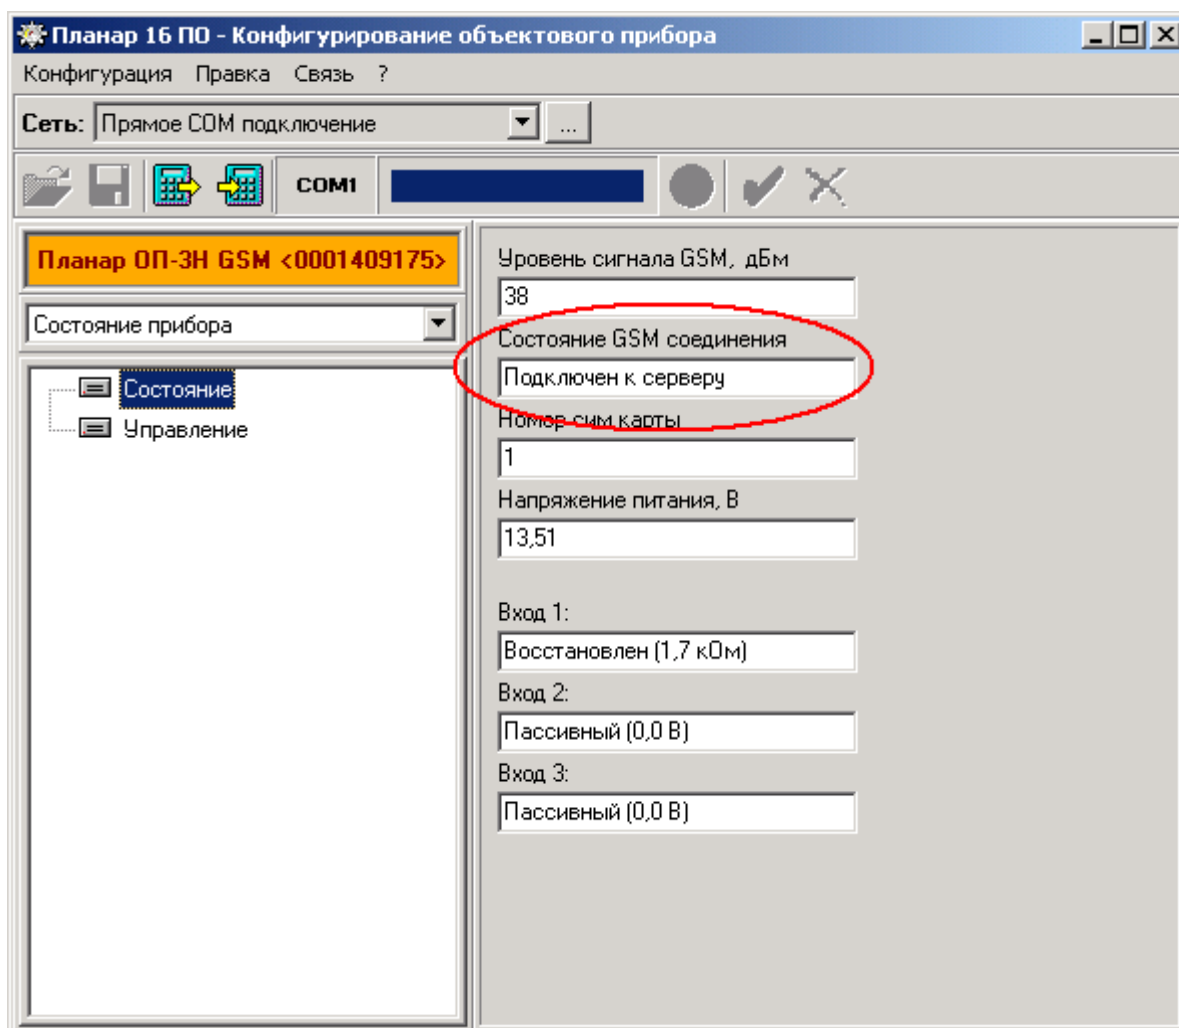 Планар 16 ПО - Конфигурирование объектового прибора
Конфигурация Правка Связь ?
Сеть: Прямое COM подключение ...
COM1
Планар ОП-3Н GSM <0001409175>
Состояние прибора
Состояние
Управление
Уровень сигнала GSM, дБм
38
Состояние GSM соединения
Подключен к серверу
Номер сим карты
1
Напряжение питания, В
13,51
Вход 1:
Восстановлен (1,7 кОм)
Вход 2:
Пассивный (0,0 В)
Вход 3:
Пассивный (0,0 В)